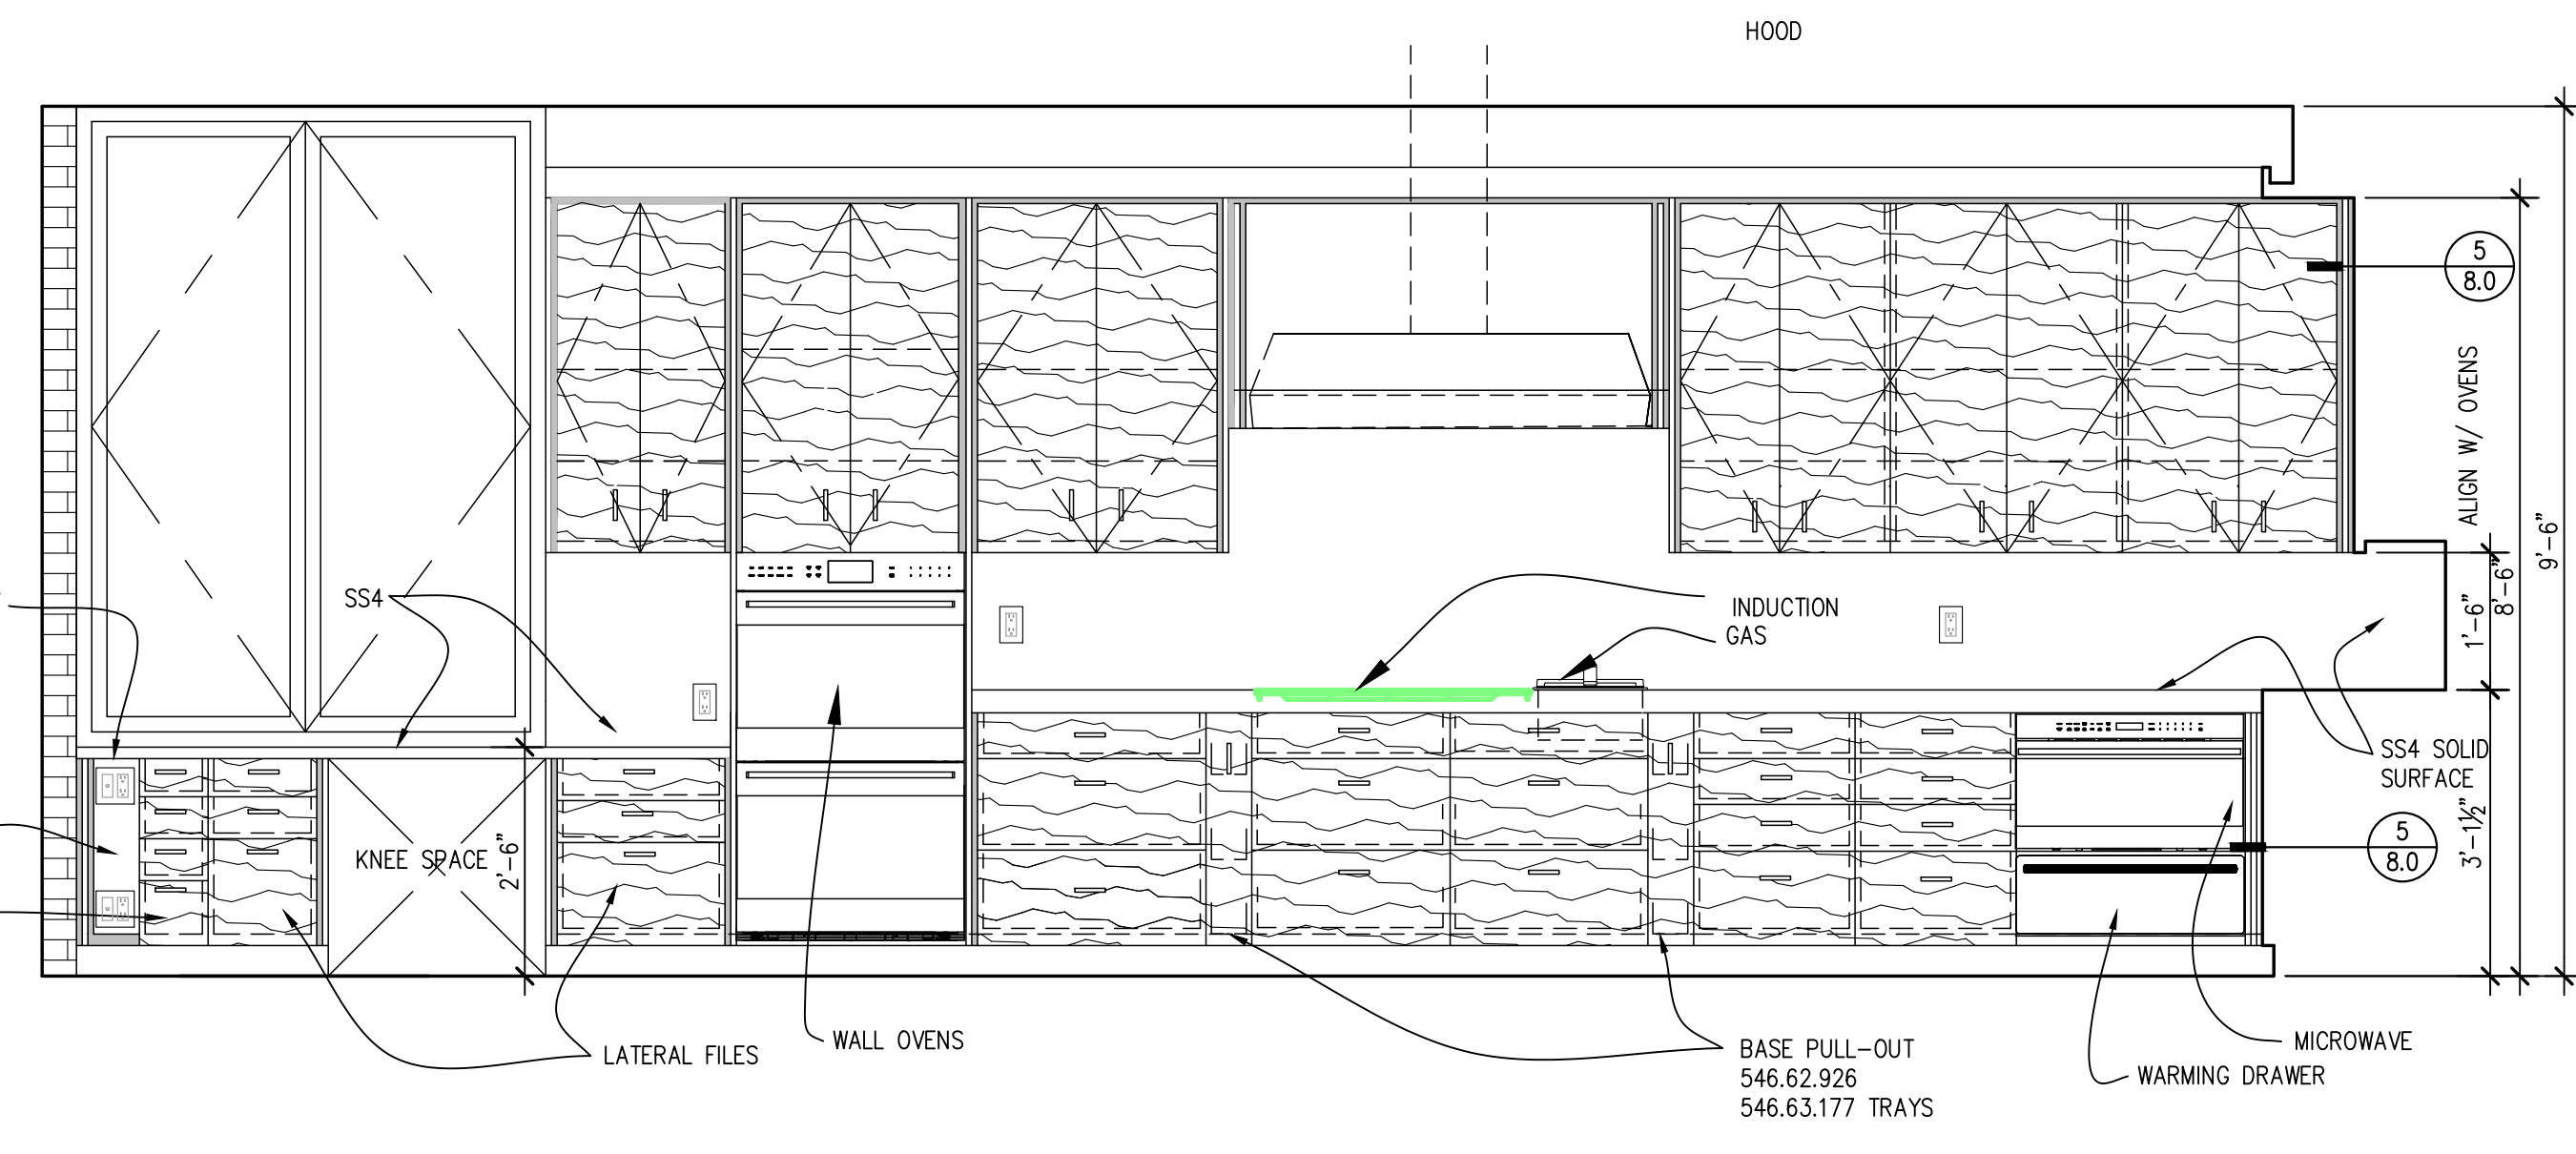 HOOD
5
8.0
ALIGN W/ OVENS
9'-6"
8'-6"
1'-6"
SS4
INDUCTION
GAS
SS4 SOLID
SURFACE
3'-1½"
5
8.0
KNEE SPACE
2'-6"
LATERAL FILES
WALL OVENS
BASE PULL-OUT
546.62.926
546.63.177 TRAYS
MICROWAVE
WARMING DRAWER